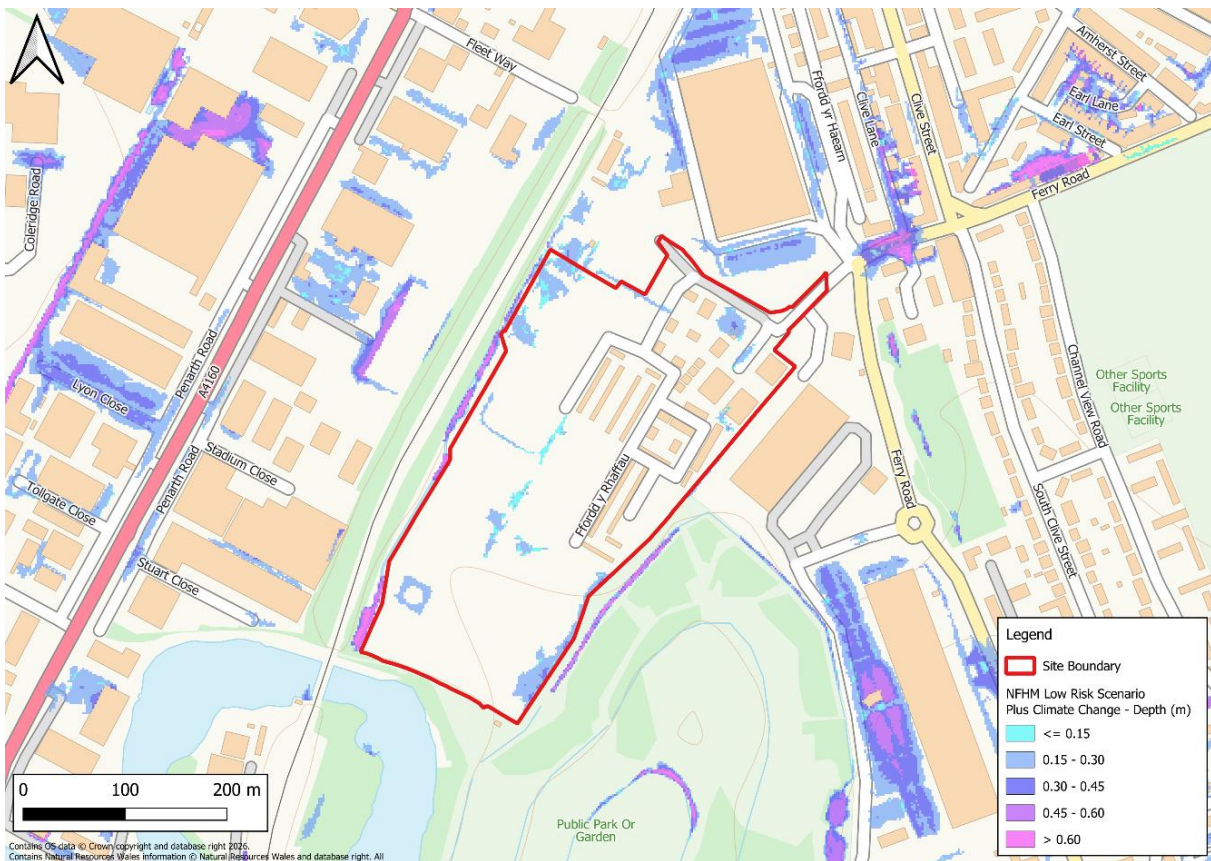 Fleet Way
Amherst Street
Earl Lane
Earl Street
Ffordd yr Haearn
Clive Lane
Clive Street
Ferry Road
Coleridge Road
Penarth Road
A4160
Lyon Close
Penarth Road
Stadium Close
Tollgate Close
Stuart Close
Ffordd y Rhaffau
Ferry Road
Channel View Road
South Clive Street
Other Sports
Facility
Other Sports
Facility
Public Park Or
Garden
Legend
Site Boundary
NFHM Low Risk Scenario
Plus Climate Change - Depth (m)
<= 0.15
0.15 - 0.30
0.30 - 0.45
0.45 - 0.60
> 0.60
0 100 200 m
Contains OS data © Crown copyright and database right 2026.
Contains Natural Resources Wales information © Natural Resources Wales and database right. All